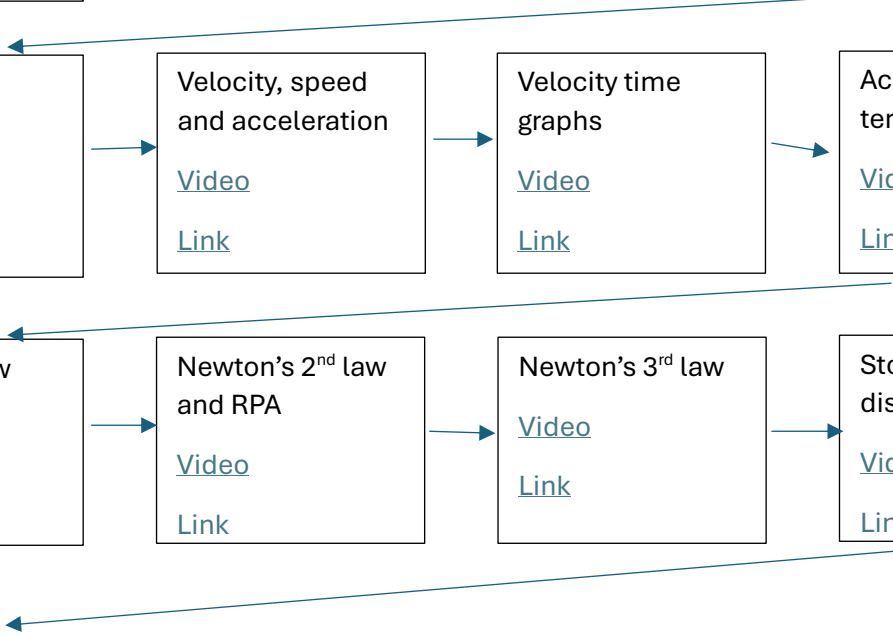 Velocity, speed
and acceleration
Video
Link
Velocity time
graphs
Video
Link
Newton’s 2nd law
and RPA
Video
Link
Newton’s 3rd law
Video
Link